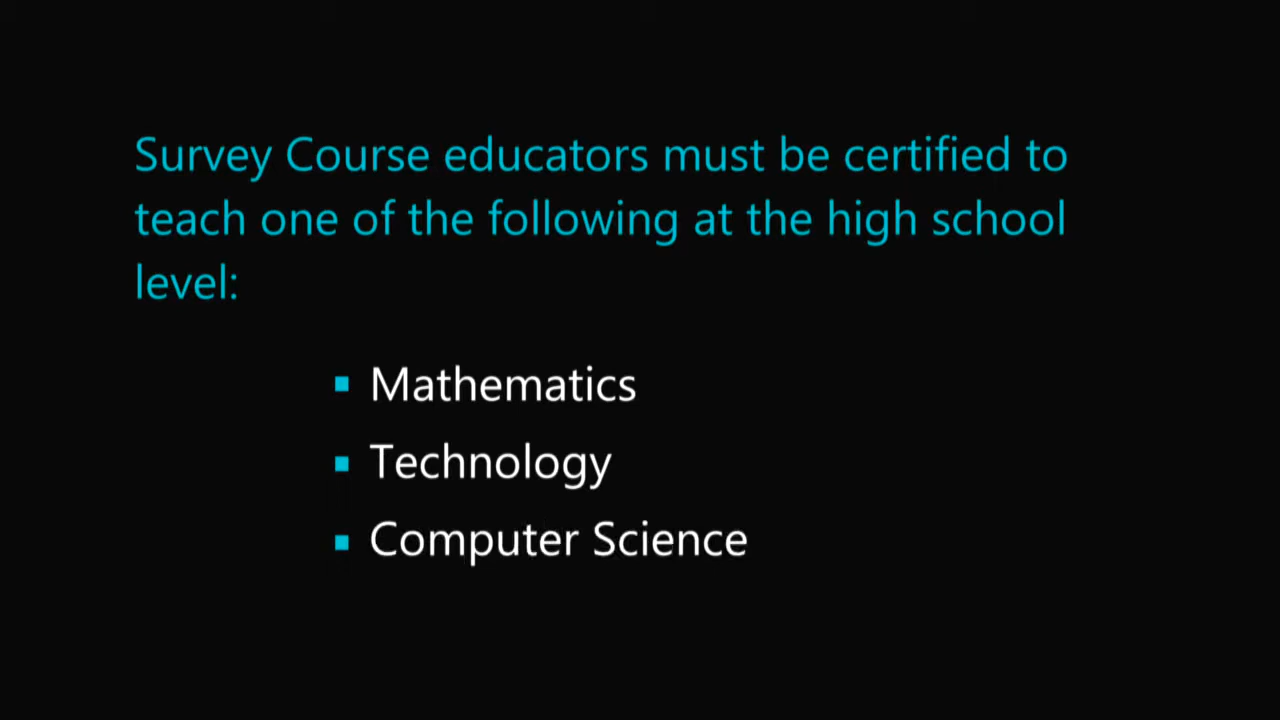 Survey Course educators must be certified to
teach one of the following at the high school
level:
Mathematics
Technology
Computer Science